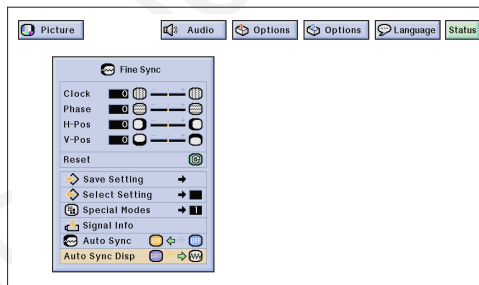 Picture Audio Options Options Language Status
Fine Sync
Clock 0
Phase 0
H-Pos 0
V-Pos 0
Reset
Save Setting
Select Setting
Special Modes 1
Signal Info
Auto Sync
Auto Sync Disp